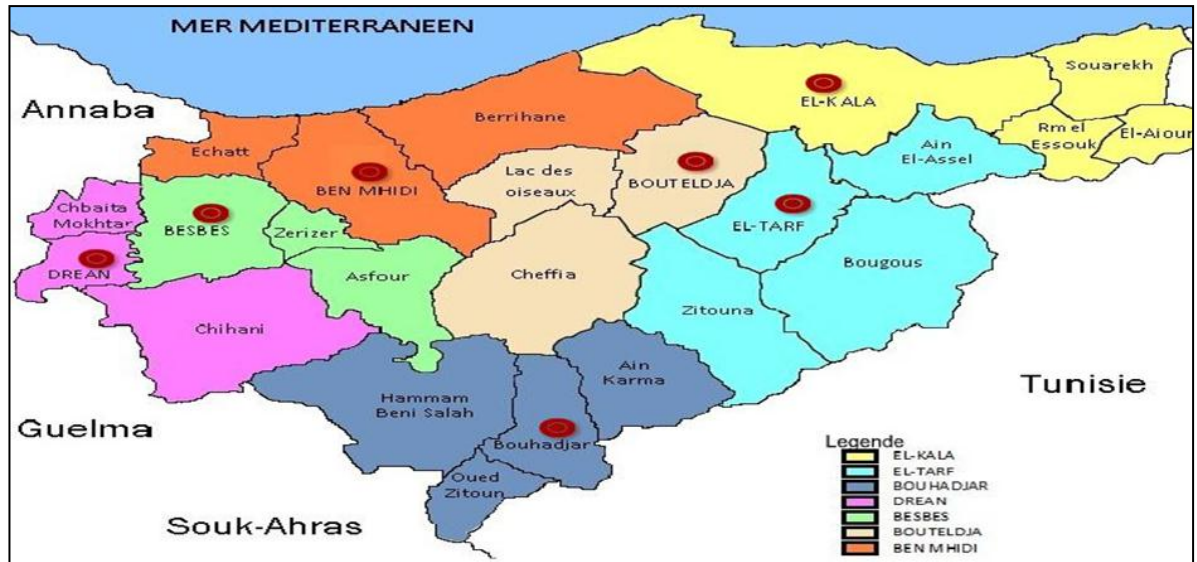 MER MEDITERRANEEN
Souarekh
Annaba
EL-KALA
Berrihane
Rmel
Essouk
El-Aioun
Echatt
Ain
El-Assel
BEN MHIDI
Lac des
oiseaux
BOUTELDJA
Chbaita
Mokhtar
BESBES
Zerizer
EL-TARF
DREAN
Asfour
Cheffia
Bougous
Zitouna
Chihani
Ain
Karma
Tunisie
Hammam
Beni Salah
Guelma
Bouhadjar
Oued
Zitoun
Souk-Ahras
Legende
EL-KALA
EL-TARF
BOUHADJAR
DREAN
BESBES
BOUTELDJA
BEN MHIDI